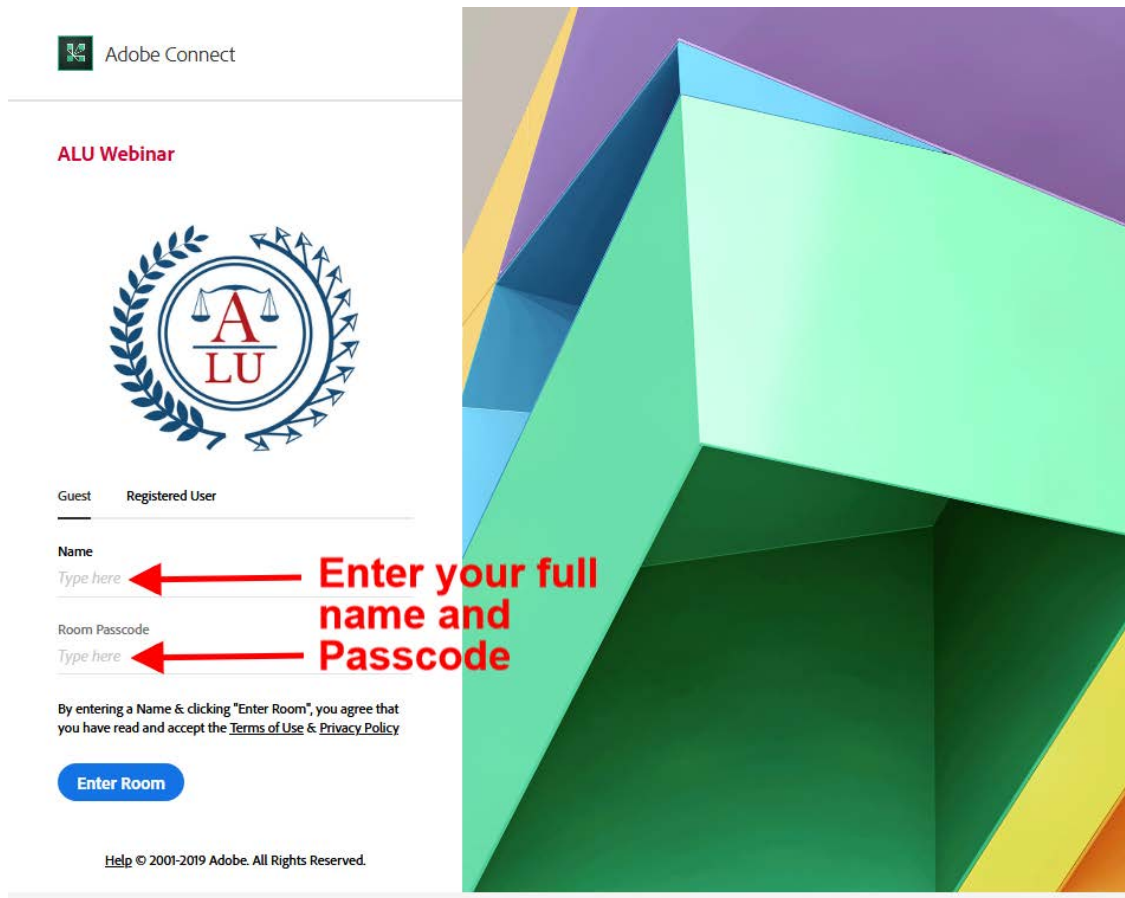 Adobe Connect
ALU Webinar
A
LU
Guest Registered User
Name
Type here
Enter your full
name and
Passcode
Room Passcode
Type here
By entering a Name & clicking "Enter Room", you agree that
you have read and accept the Terms of Use & Privacy Policy
Enter Room
Help © 2001-2019 Adobe. All Rights Reserved.